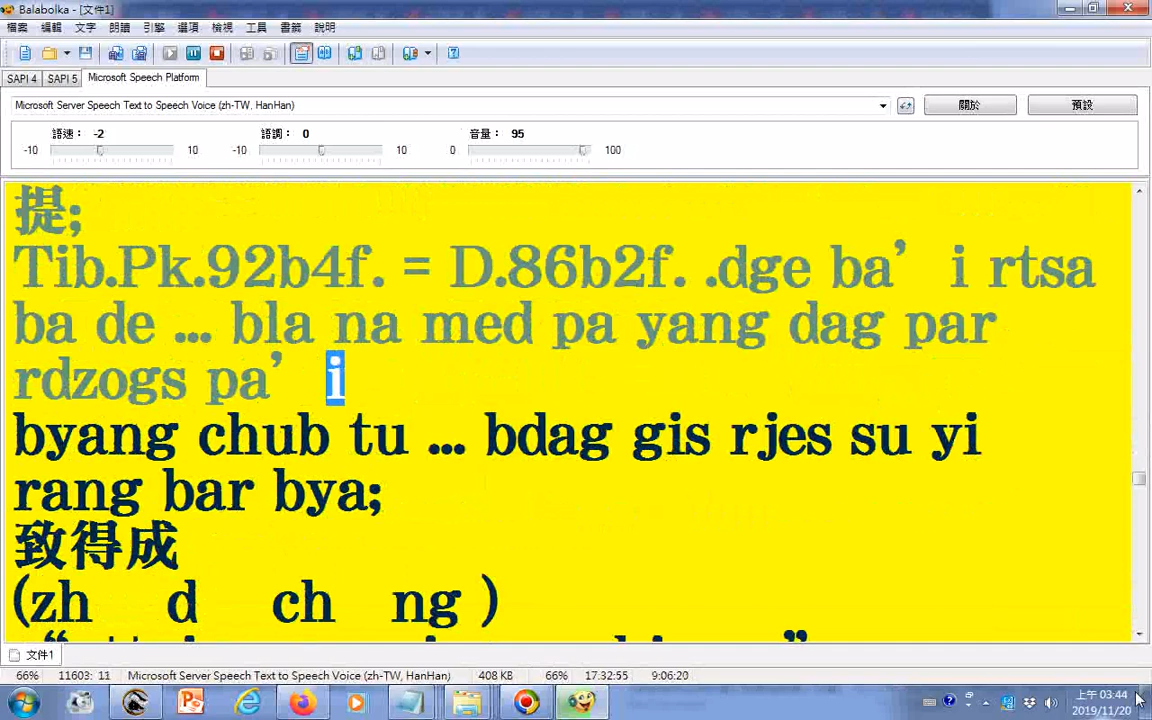 Balabolka - [文件1]
檔案 編輯 文字 朗讀 引擎 選項 檢視 工具 書籤 說明
SAPI 4 SAPI 5 Microsoft Speech Platform
Microsoft Server Speech Text to Speech Voice (zh-TW, HanHan) 關於 預設
語速： -2 語調： 0 音量： 95
-10 10 -10 10 0 100
提;
Tib.Pk.92b4f. = D.86b2f. .dge ba’ i rtsa
ba de ... bla na med pa yang dag par
rdzogs pa’ i
byang chub tu ... bdag gis rjes su yi
rang bar bya;
致得成
(zh d ch ng )
文件1
66% 11603: 11 Microsoft Server Speech Text to Speech Voice (zh-TW, HanHan) 408 KB 66% 17.32:55 9:06:20
上午 03:44
2019/11/20